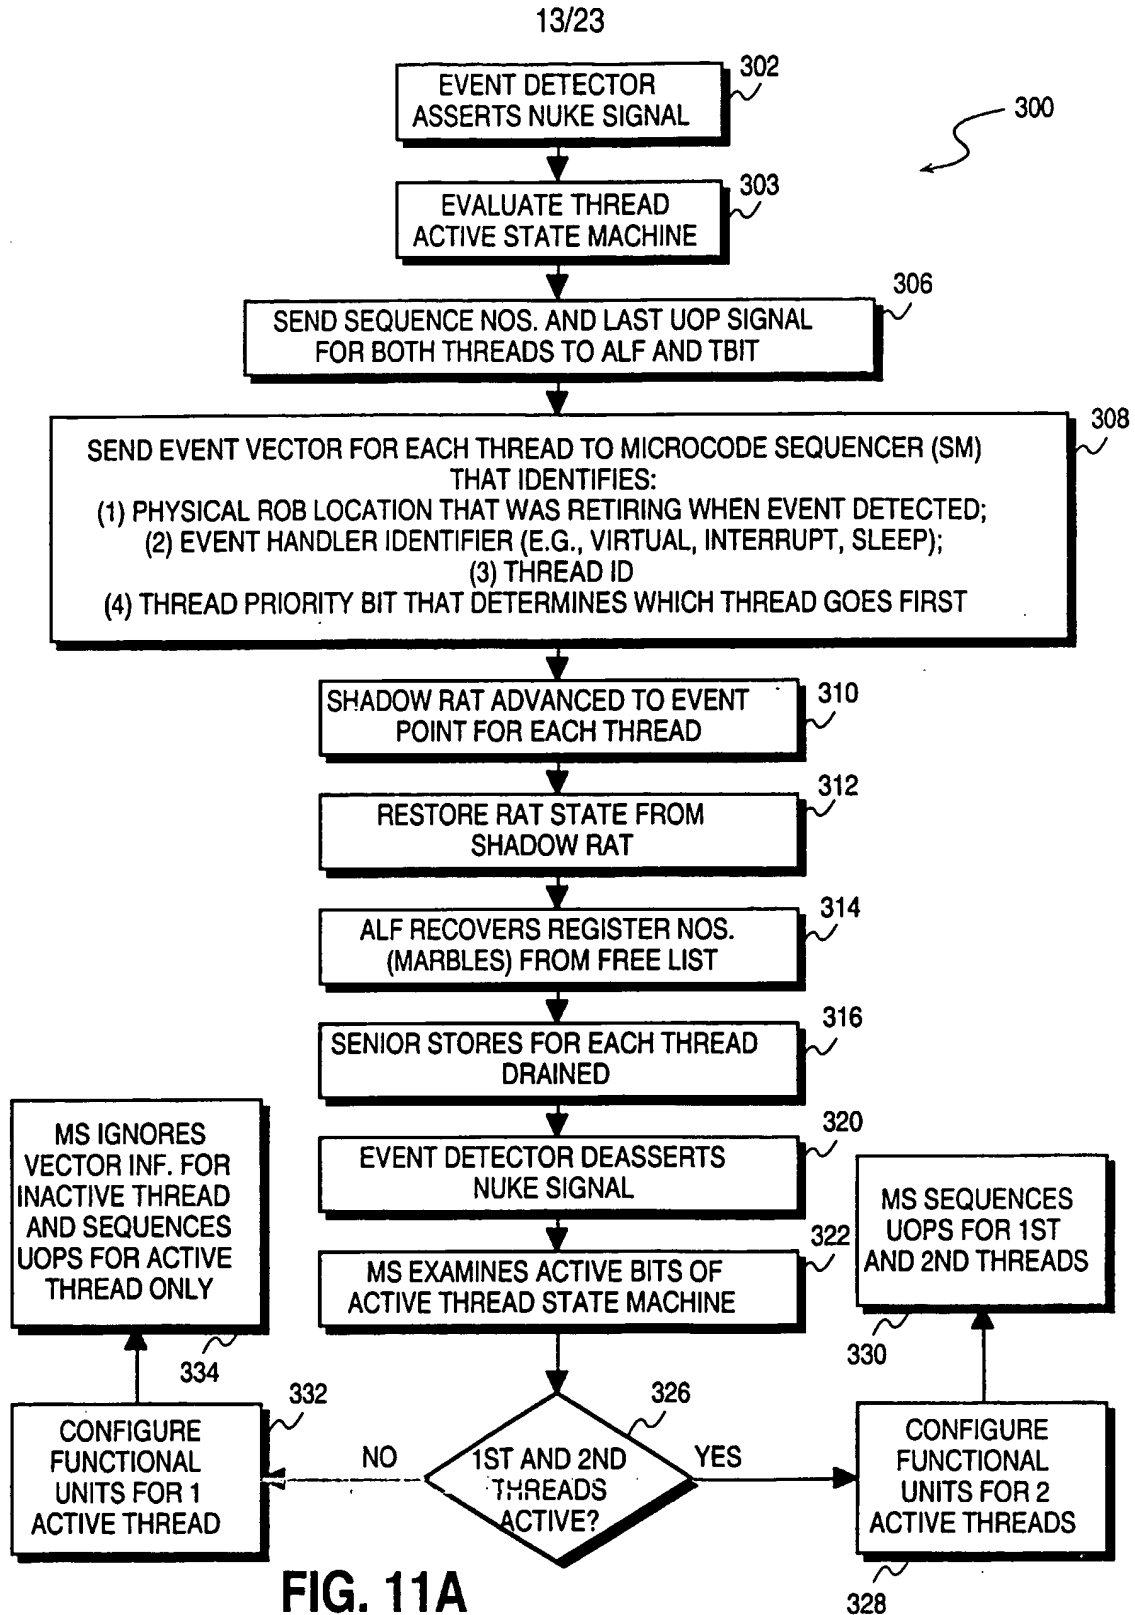 13/23
EVENT DETECTOR
ASSERTS NUKE SIGNAL
302
300
EVALUATE THREAD
ACTIVE STATE MACHINE
303
SEND SEQUENCE NOS. AND LAST UOP SIGNAL
FOR BOTH THREADS TO ALF AND TBIT
306
SEND EVENT VECTOR FOR EACH THREAD TO MICROCODE SEQUENCER (SM)
THAT IDENTIFIES:
(1) PHYSICAL ROB LOCATION THAT WAS RETIRING WHEN EVENT DETECTED;
(2) EVENT HANDLER IDENTIFIER (E.G., VIRTUAL, INTERRUPT, SLEEP);
(3) THREAD ID
(4) THREAD PRIORITY BIT THAT DETERMINES WHICH THREAD GOES FIRST
308
SHADOW RAT ADVANCED TO EVENT
POINT FOR EACH THREAD
310
RESTORE RAT STATE FROM
SHADOW RAT
312
ALF RECOVERS REGISTER NOS.
(MARBLES) FROM FREE LIST
314
SENIOR STORES FOR EACH THREAD
DRAINED
316
EVENT DETECTOR DEASSERTS
NUKE SIGNAL
320
MS EXAMINES ACTIVE BITS OF
ACTIVE THREAD STATE MACHINE
322
1ST AND 2ND
THREADS
ACTIVE?
326
NO
YES
CONFIGURE
FUNCTIONAL
UNITS FOR 1
ACTIVE THREAD
332
MS IGNORES
VECTOR INF. FOR
INACTIVE THREAD
AND SEQUENCES
UOPS FOR ACTIVE
THREAD ONLY
334
CONFIGURE
FUNCTIONAL
UNITS FOR 2
ACTIVE THREADS
328
MS SEQUENCES
UOPS FOR 1ST
AND 2ND THREADS
330
FIG. 11A